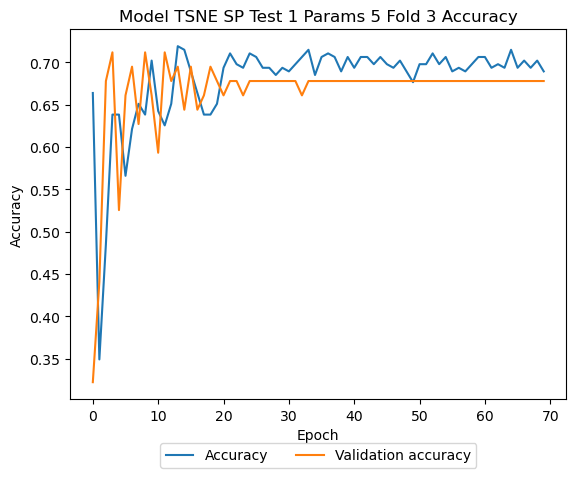 Model TSNE SP Test 1 Params 5 Fold 3 Accuracy
0.70
0.65
0.60
0.55
0.50
0.45
0.40
0.35
Accuracy
0 10 20 30 40 50 60 70
Epoch
Accuracy Validation accuracy